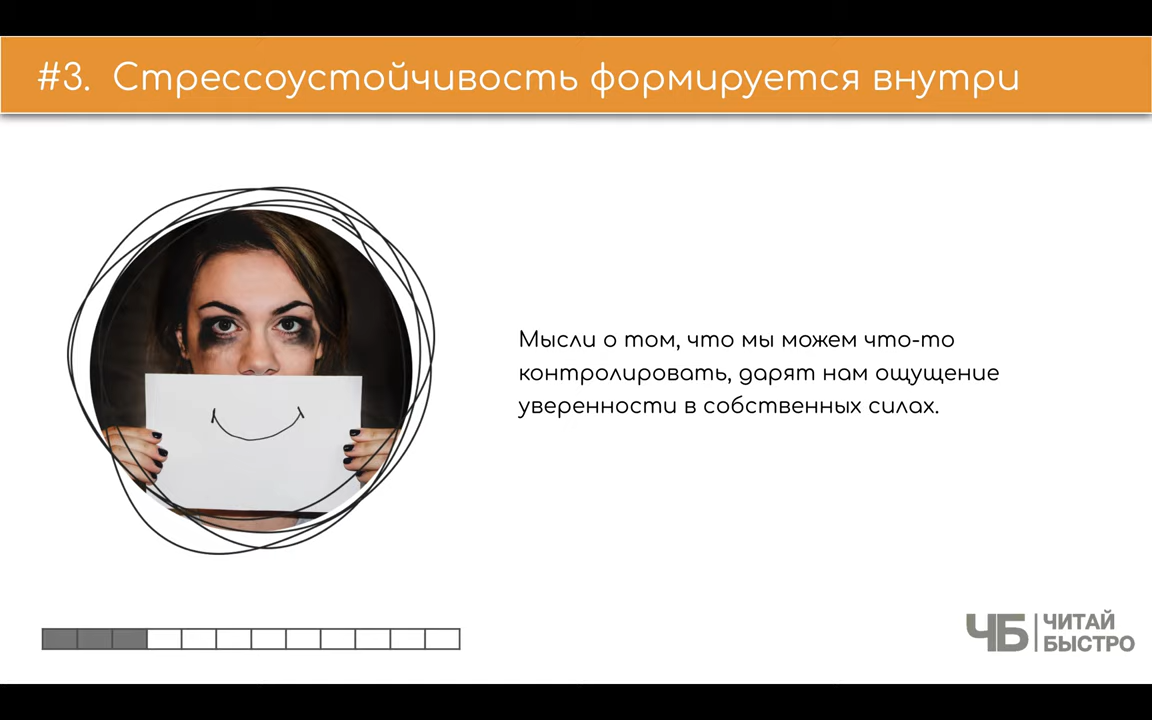 #3. Стрессоустойчивость формируется внутри
Мысли о том, что мы можем что-то
контролировать, дарят нам ощущение
уверенности в собственных силах.
ЧБ
ЧИТАЙ
БЫСТРО